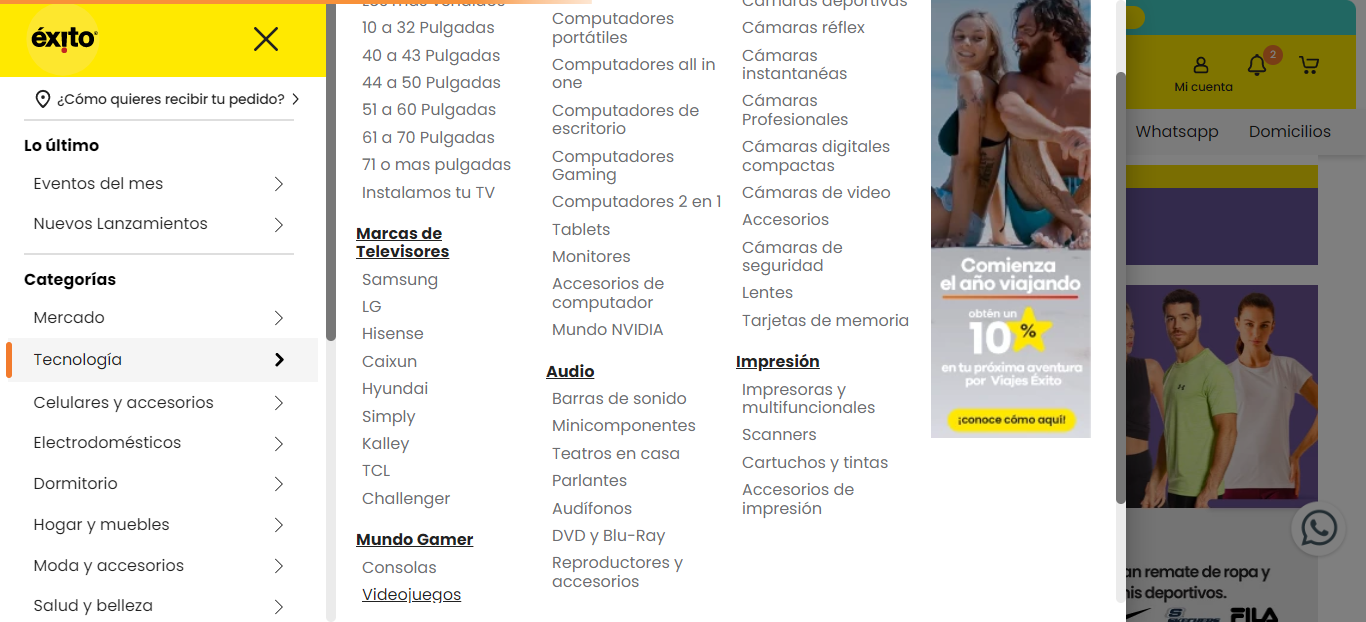 éxito
¿Cómo quieres recibir tu pedido?
Lo último
Eventos del mes
Nuevos Lanzamientos
Categorías
Mercado
Tecnología
Celulares y accesorios
Electrodomésticos
Dormitorio
Hogar y muebles
Moda y accesorios
Salud y belleza
10 a 32 Pulgadas
40 a 43 Pulgadas
44 a 50 Pulgadas
51 a 60 Pulgadas
61 a 70 Pulgadas
71 o mas pulgadas
Instalamos tu TV
Marcas de
Televisores
Samsung
LG
Hisense
Caixun
Hyundai
Simply
Kalley
TCL
Challenger
Mundo Gamer
Consolas
Videojuegos
Computadores
portátiles
Computadores all in
one
Computadores de
escritorio
Computadores
Gaming
Computadores 2 en 1
Tablets
Monitores
Accesorios de
computador
Mundo NVIDIA
Audio
Barras de sonido
Minicomponentes
Teatros en casa
Parlantes
Audífonos
DVD y Blu-Ray
Reproductores y
accesorios
Cámaras deportivas
Cámaras réflex
Cámaras
instantáneas
Cámaras
Profesionales
Cámaras digitales
compactas
Cámaras de video
Accesorios
Cámaras de
seguridad
Lentes
Tarjetas de memoria
Impresión
Impresoras y
multifuncionales
Scanners
Cartuchos y tintas
Accesorios de
impresión
Comienza
el año viajando
obtén un
10%
en tu próxima aventura
por Viajes Éxito
¡conoce cómo aquí!
2
Mi cuenta
Whatsapp
Domicilios
an remate de ropa y
nis deportivos.
SKECHERS
FILA